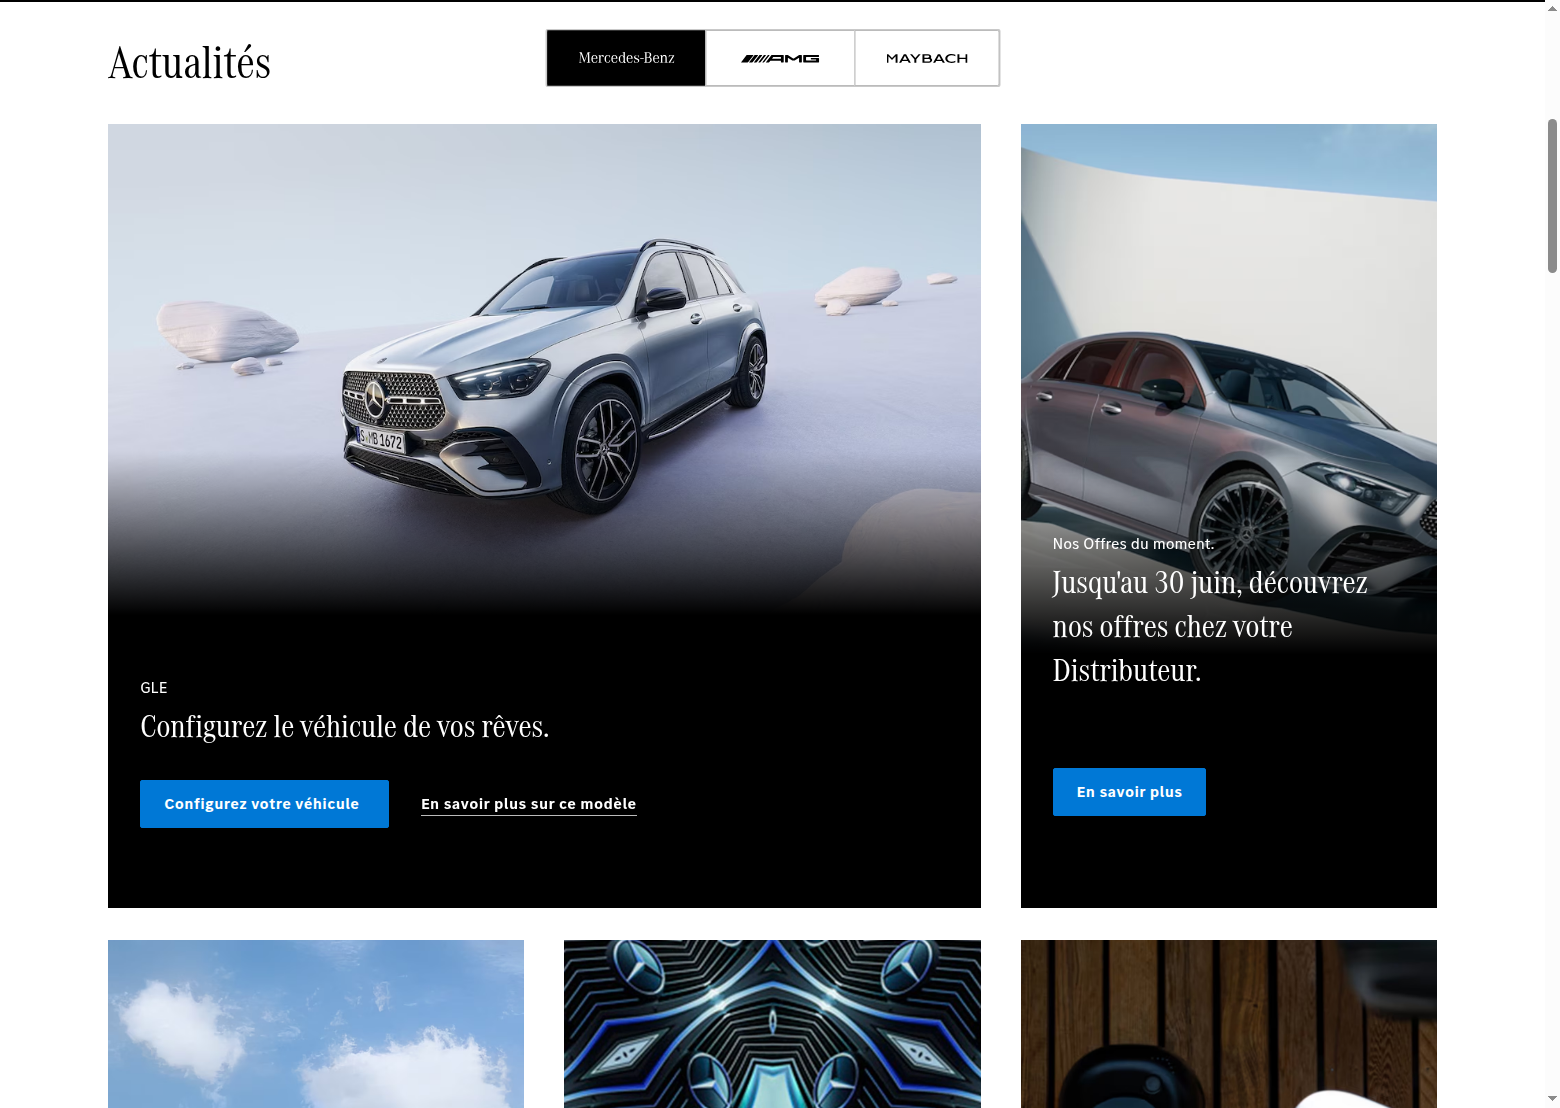 Actualités
Mercedes-Benz
AMG
MAYBACH
S MB 1672
GLE
Configurez le véhicule de vos rêves.
Configurez votre véhicule
En savoir plus sur ce modèle
Nos Offres du moment.
Jusqu'au 30 juin, découvrez
nos offres chez votre
Distributeur.
En savoir plus